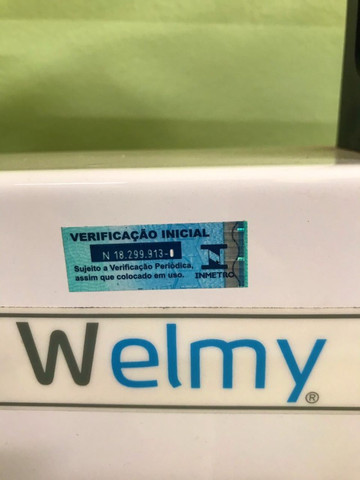 VERIFICAÇÃO INICIAL
N 18.299.913-
Sujeito a Verificação Periódica,
assim que colocado em uso.
INMETRO
Welmy®